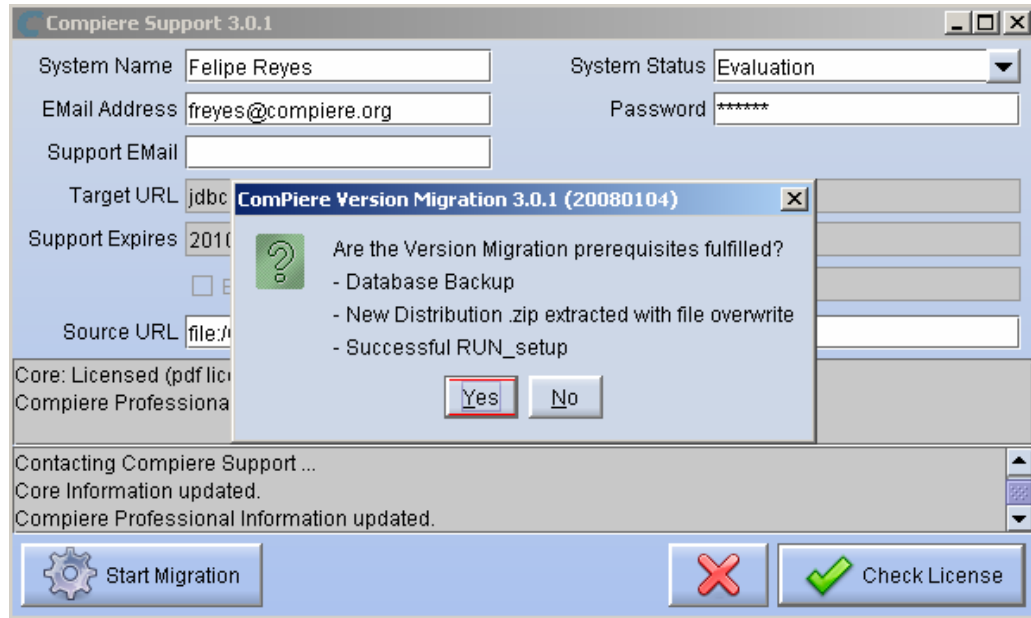 Compiere Support 3.0.1
System Name Felipe Reyes System Status Evaluation
EMail Address freyes@compiere.org Password ******
Support EMail
Target URL jdbc
Support Expires 2010
Source URL file:/
ComPiere Version Migration 3.0.1 (20080104)
Are the Version Migration prerequisites fulfilled?
- Database Backup
- New Distribution .zip extracted with file overwrite
- Successful RUN_setup
Yes No
Core: Licensed (pdf lic
Compiere Professiona
Contacting Compiere Support ...
Core Information updated.
Compiere Professional Information updated.
Start Migration Check License